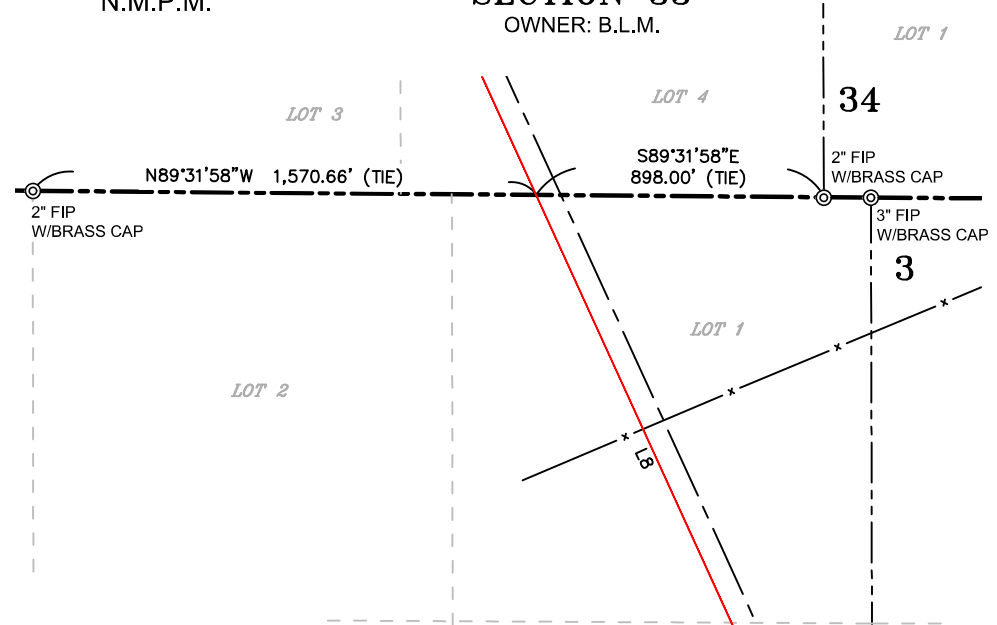 N.M.P.M.
OWNER: B.L.M.
LOT 1
LOT 3
LOT 4
34
N89°31'58"W 1,570.66' (TIE)
S89°31'58"E
898.00' (TIE)
2" FIP
W/BRASS CAP
2" FIP
W/BRASS CAP
3" FIP
W/BRASS CAP
3
LOT 1
LOT 2
L8